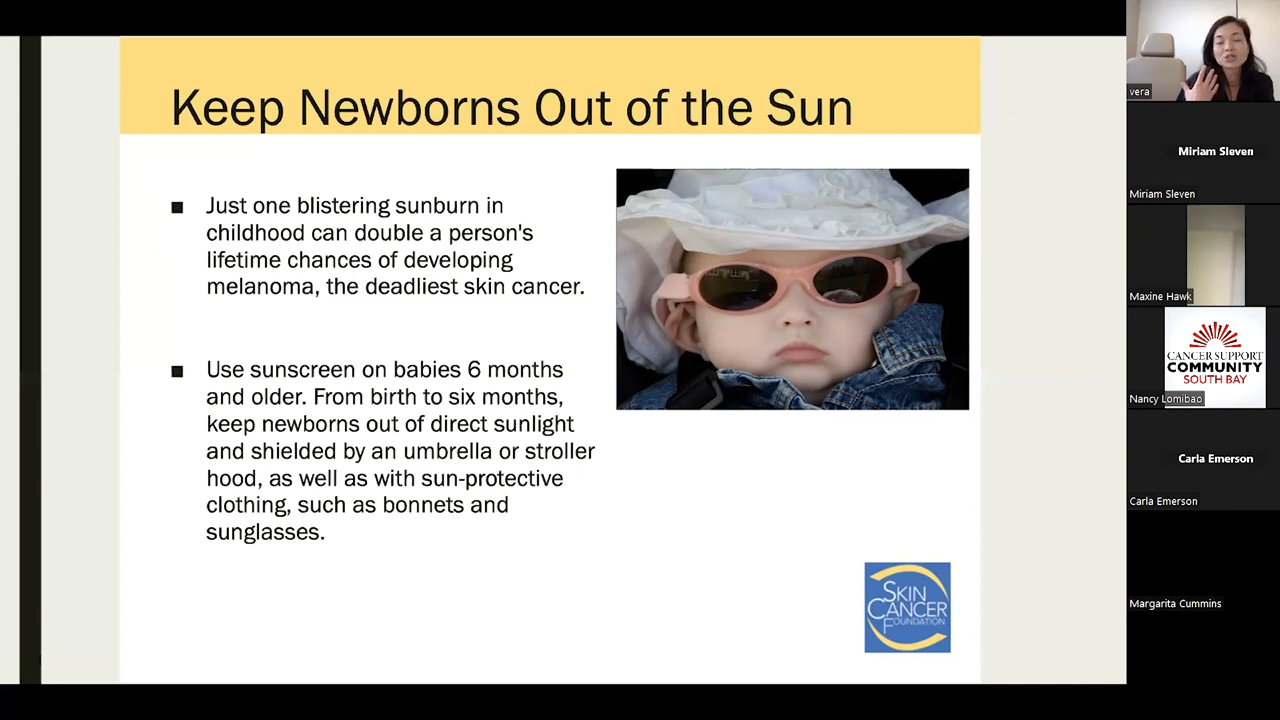 Keep Newborns Out of the Sun
■ Just one blistering sunburn in
childhood can double a person's
lifetime chances of developing
melanoma, the deadliest skin cancer.
■ Use sunscreen on babies 6 months
and older. From birth to six months,
keep newborns out of direct sunlight
and shielded by an umbrella or stroller
hood, as well as with sun-protective
clothing, such as bonnets and
sunglasses.
SKIN
CANCER
FOUNDATION
vera
Miriam Sleven
Miriam Sleven
Maxine Hawk
CANCER SUPPORT
COMMUNITY
SOUTH BAY
Nancy Lomibao
Carla Emerson
Carla Emerson
Margarita Cummins